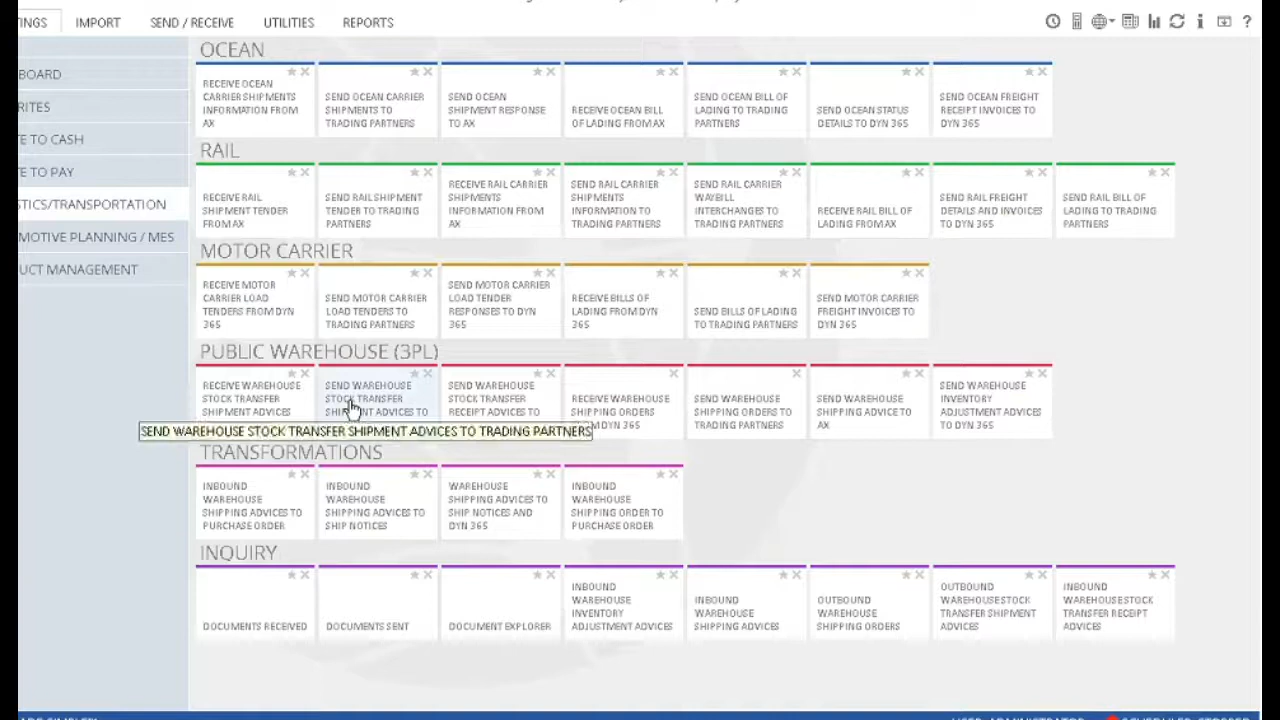 TINGS IMPORT SEND / RECEIVE UTILITIES REPORTS
BOARD
RITES
E TO CASH
E TO PAY
STICS/TRANSPORTATION
MOTIVE PLANNING / MES
UCT MANAGEMENT
OCEAN
RECEIVE OCEAN
CARRIER SHIPMENTS
INFORMATION FROM
AX
SEND OCEAN CARRIER
SHIPMENTS TO
TRADING PARTNERS
SEND OCEAN
SHIPMENT RESPONSE
TO AX
RECEIVE OCEAN BILL
OF LADING FROM AX
SEND OCEAN BILL OF
LADING TO TRADING
PARTNERS
SEND OCEAN STATUS
DETAILS TO DYN 365
SEND OCEAN FREIGHT
RECEIPT INVOICES TO
DYN 365
RAIL
RECEIVE RAIL
SHIPMENT TENDER
FROM AX
SEND RAIL SHIPMENT
TENDER TO TRADING
PARTNERS
RECEIVE RAIL CARRIER
SHIPMENTS
INFORMATION FROM
AX
SEND RAIL CARRIER
SHIPMENTS
INFORMATION TO
TRADING PARTNERS
SEND RAIL CARRIER
WAYBILL
INTERCHANGES TO
TRADING PARTNERS
RECEIVE RAIL BILL OF
LADING FROM AX
SEND RAIL FREIGHT
DETAILS AND INVOICES
TO DYN 365
SEND RAIL BILL OF
LADING TO TRADING
PARTNERS
MOTOR CARRIER
RECEIVE MOTOR
CARRIER LOAD
TENDERS FROM DYN
365
SEND MOTOR CARRIER
LOAD TENDERS TO
TRADING PARTNERS
SEND MOTOR CARRIER
LOAD TENDER
RESPONSES TO DYN
365
RECEIVE BILLS OF
LADING FROM DYN
365
SEND BILLS OF LADING
TO TRADING PARTNERS
SEND MOTOR CARRIER
FREIGHT INVOICES TO
DYN 365
PUBLIC WAREHOUSE (3PL)
RECEIVE WAREHOUSE
STOCK TRANSFER
SHIPMENT ADVICES
SEND WAREHOUSE
STOCK TRANSFER
SHIPMENT ADVICES TO
SEND WAREHOUSE
STOCK TRANSFER
RECEIPT ADVICES TO
RECEIVE WAREHOUSE
SHIPPING ORDERS
M DYN 365
SEND WAREHOUSE
SHIPPING ORDERS TO
TRADING PARTNERS
SEND WAREHOUSE
SHIPPING ADVICE TO
AX
SEND WAREHOUSE
INVENTORY
ADJUSTMENT ADVICES
TO DYN 365
SEND WAREHOUSE STOCK TRANSFER SHIPMENT ADVICES TO TRADING PARTNERS
TRANSFORMATIONS
INBOUND
WAREHOUSE
SHIPPING ADVICES TO
PURCHASE ORDER
INBOUND
WAREHOUSE
SHIPPING ADVICES TO
SHIP NOTICES
WAREHOUSE
SHIPPING ADVICES TO
SHIP NOTICES AND
DYN 365
INBOUND
WAREHOUSE
SHIPPING ORDER TO
PURCHASE ORDER
INQUIRY
DOCUMENTS RECEIVED
DOCUMENTS SENT
DOCUMENT EXPLORER
INBOUND
WAREHOUSE
INVENTORY
ADJUSTMENT ADVICES
INBOUND
WAREHOUSE
SHIPPING ADVICES
OUTBOUND
WAREHOUSE
SHIPPING ORDERS
OUTBOUND
WAREHOUSE STOCK
TRANSFER SHIPMENT
ADVICES
INBOUND
WAREHOUSE STOCK
TRANSFER RECEIPT
ADVICES